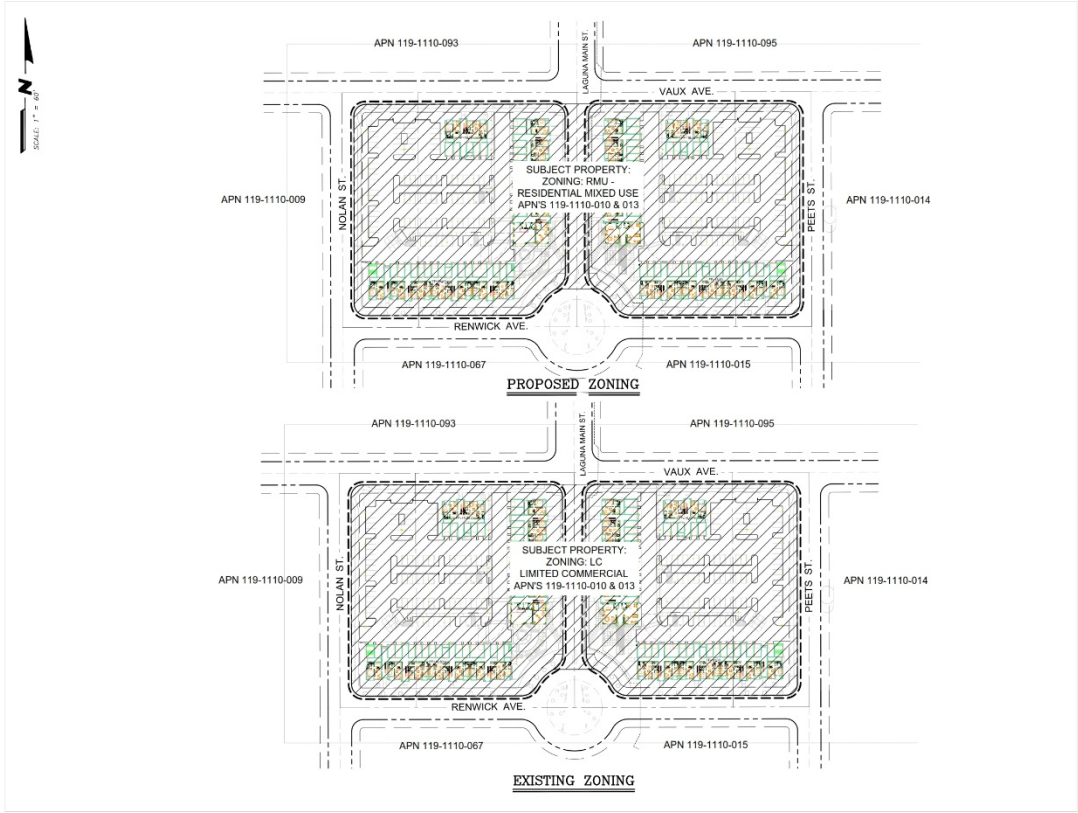 N
SCALE: 1" = 60'
APN 119-1110-093
LAGUNA MAIN ST.
APN 119-1110-095
VAUX AVE.
APN 119-1110-009
NOLAN ST.
SUBJECT PROPERTY:
ZONING: RMU -
RESIDENTIAL MIXED USE
APN'S 119-1110-010 & 013
PEETS ST.
APN 119-1110-014
RENWICK AVE.
APN 119-1110-067
APN 119-1110-015
PROPOSED ZONING
APN 119-1110-093
LAGUNA MAIN ST.
APN 119-1110-095
VAUX AVE.
APN 119-1110-009
NOLAN ST.
SUBJECT PROPERTY:
ZONING: LC
LIMITED COMMERCIAL
APN'S 119-1110-010 & 013
PEETS ST.
APN 119-1110-014
RENWICK AVE.
APN 119-1110-067
APN 119-1110-015
EXISTING ZONING